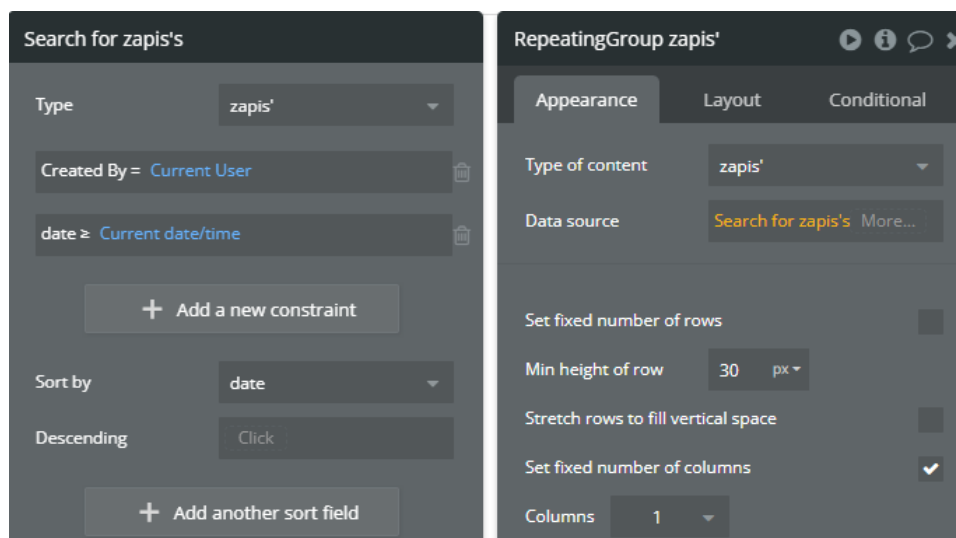 Search for zapis's
Type
zapis'
Created By = Current User
date ≥ Current date/time
+ Add a new constraint
Sort by
date
Descending
Click
+ Add another sort field
RepeatingGroup zapis'
Appearance
Layout
Conditional
Type of content
zapis'
Data source
Search for zapis's More...
Set fixed number of rows
Min height of row
30
px
Stretch rows to fill vertical space
Set fixed number of columns
Columns
1